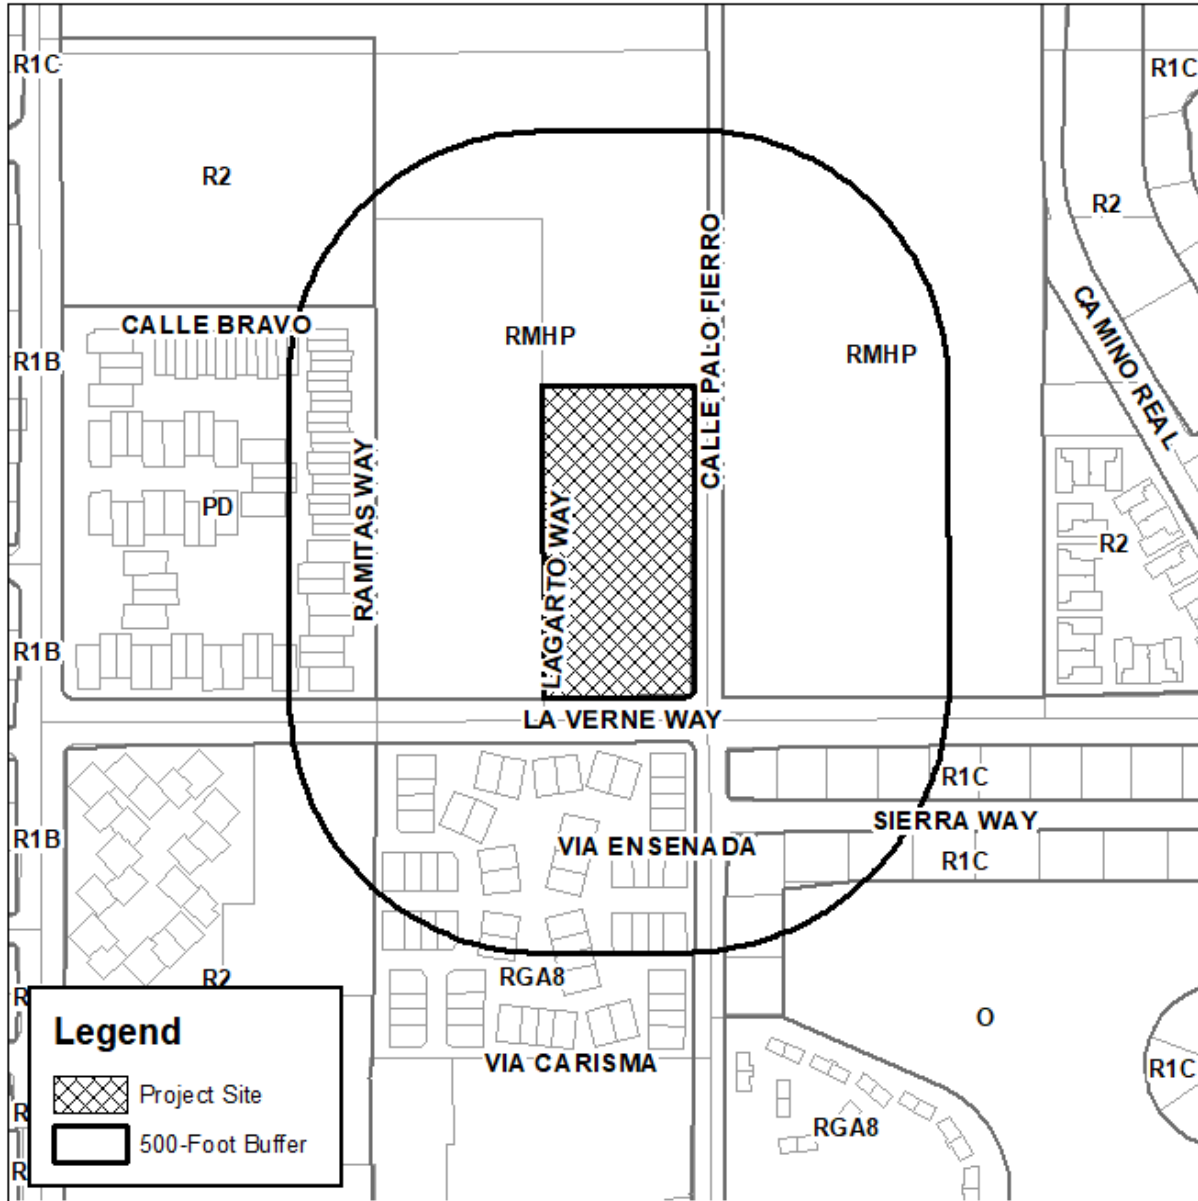 R1C
R1C
R2
R2
CALLE PALO FIERRO
CALLE BRAVO
RMHP
RMHP
CAMINO REAL
R1B
RAMITAS WAY
LAGARTO WAY
PD
R2
R1B
LA VERNE WAY
R1C
SIERRA WAY
R1B
VIA ENSENADA
R1C
R2
RGA8
R
O
Legend
VIA CARISMA
R1C
Project Site
R
RGA8
500-Foot Buffer
R